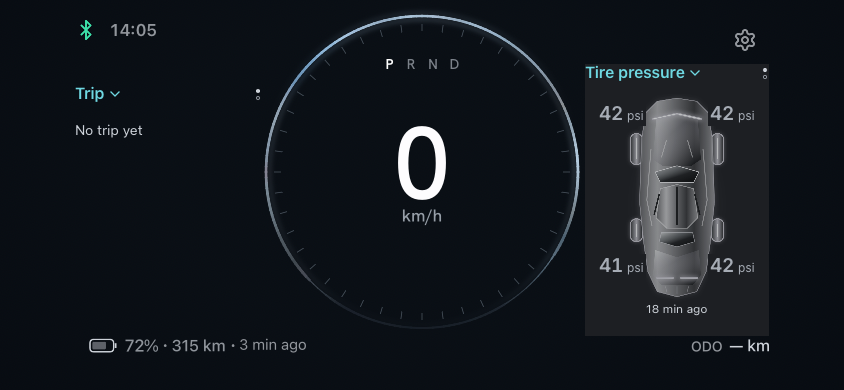 14:05
P R N D
Tire pressure
Trip
No trip yet
42 psi
42 psi
0
km/h
41 psi
42 psi
18 min ago
72% · 315 km · 3 min ago
ODO — km